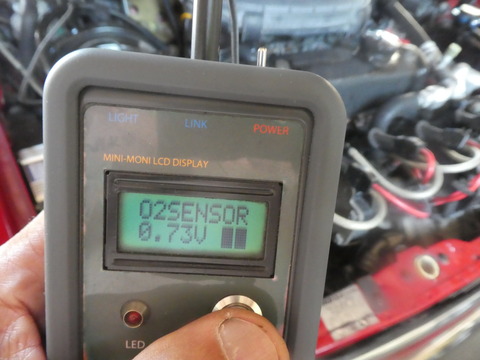 LIGHT LINK POWER
MINI-MONI LCD DISPLAY
O2SENSOR
0.73V
LED